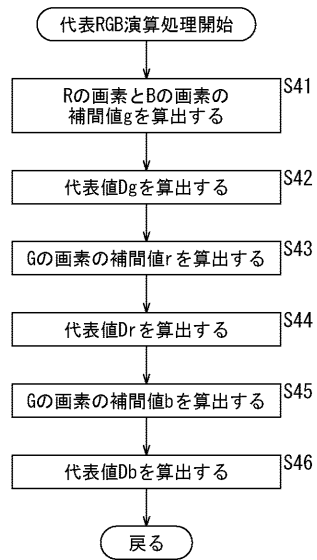 代表RGB演算処理開始
S41
Rの画素とBの画素の
補間値gを算出する
S42
代表値Dgを算出する
S43
Gの画素の補間値rを算出する
S44
代表値Drを算出する
S45
Gの画素の補間値bを算出する
S46
代表値Dbを算出する
戻る